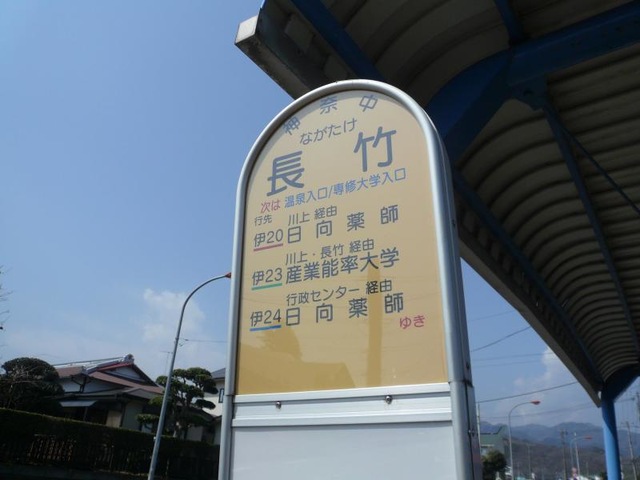 神奈中
ながたけ
長竹
次は 温泉入口/専修大学入口
行先 川上 経由
伊20 日向薬師
川上・長竹 経由
伊23 産業能率大学
行政センター 経由
伊24 日向薬師
ゆき